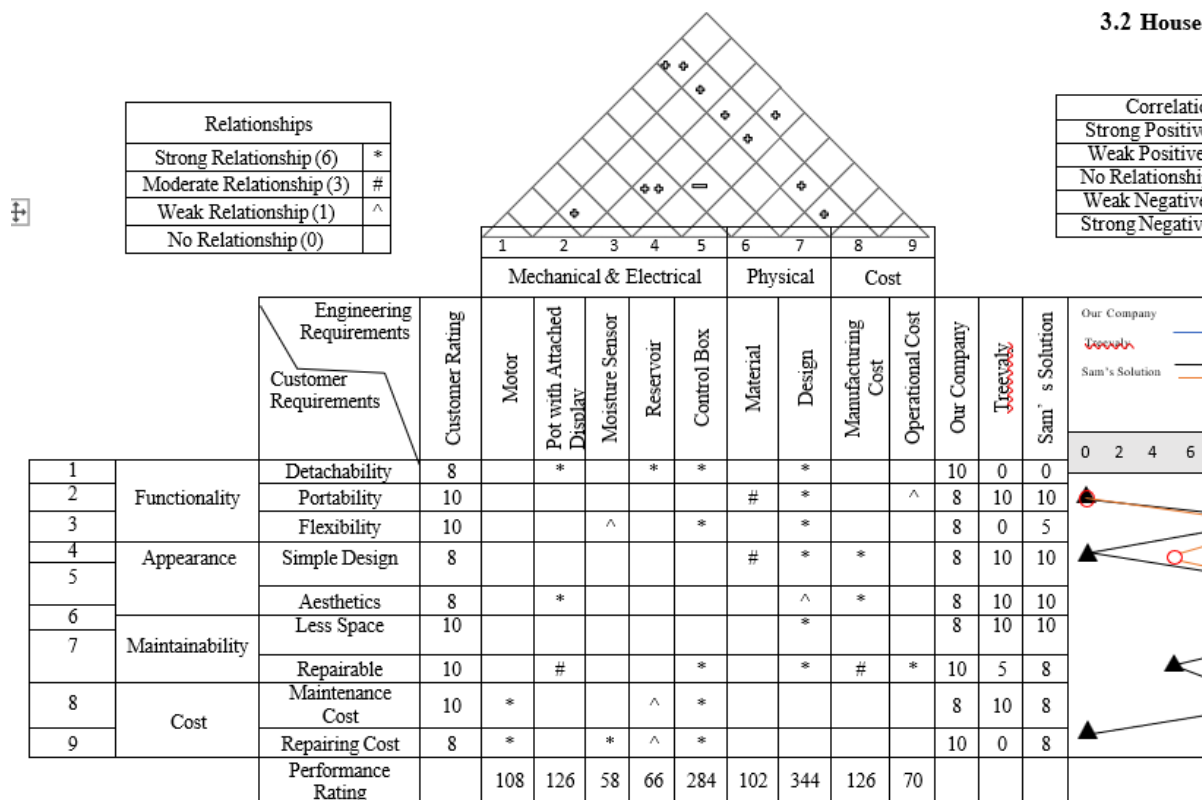 3.2 House
Relationships
Strong Relationship (6) *
Moderate Relationship (3) #
Weak Relationship (1) ^
No Relationship (0)
Correlatio
Strong Positive
Weak Positive
No Relationshi
Weak Negative
Strong Negativ
1 2 3 4 5 6 7 8 9
Mechanical & Electrical Physical Cost
Engineering
Requirements
Customer
Requirements
Customer Rating
Motor
Pot with Attached
Display
Moisture Sensor
Reservoir
Control Box
Material
Design
Manufacturing
Cost
Operational Cost
Our Company
Treevaly
Sam's Solution
Our Company
Treevaly
Sam's Solution
0 2 4 6
1 Detachability 8 * * * * 10 0 0
2 Functionality Portability 10 # * ^ 8 10 10
3 Flexibility 10 ^ * * 8 0 5
4 Appearance Simple Design 8 # * * 8 10 10
5 Aesthetics 8 * ^ * 8 10 10
6 Less Space 10 * 8 10 10
7 Maintainability
Repairable 10 # * * # * 10 5 8
8 Maintenance
Cost 10 * ^ * 8 10 8
Cost
9 Repairing Cost 8 * * ^ * 10 0 8
Performance
Rating 108 126 58 66 284 102 344 126 70